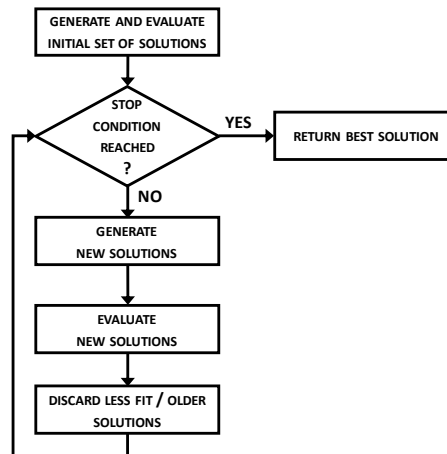 GENERATE AND EVALUATE
INITIAL SET OF SOLUTIONS
STOP
CONDITION
REACHED
?
YES
RETURN BEST SOLUTION
NO
GENERATE
NEW SOLUTIONS
EVALUATE
NEW SOLUTIONS
DISCARD LESS FIT / OLDER
SOLUTIONS